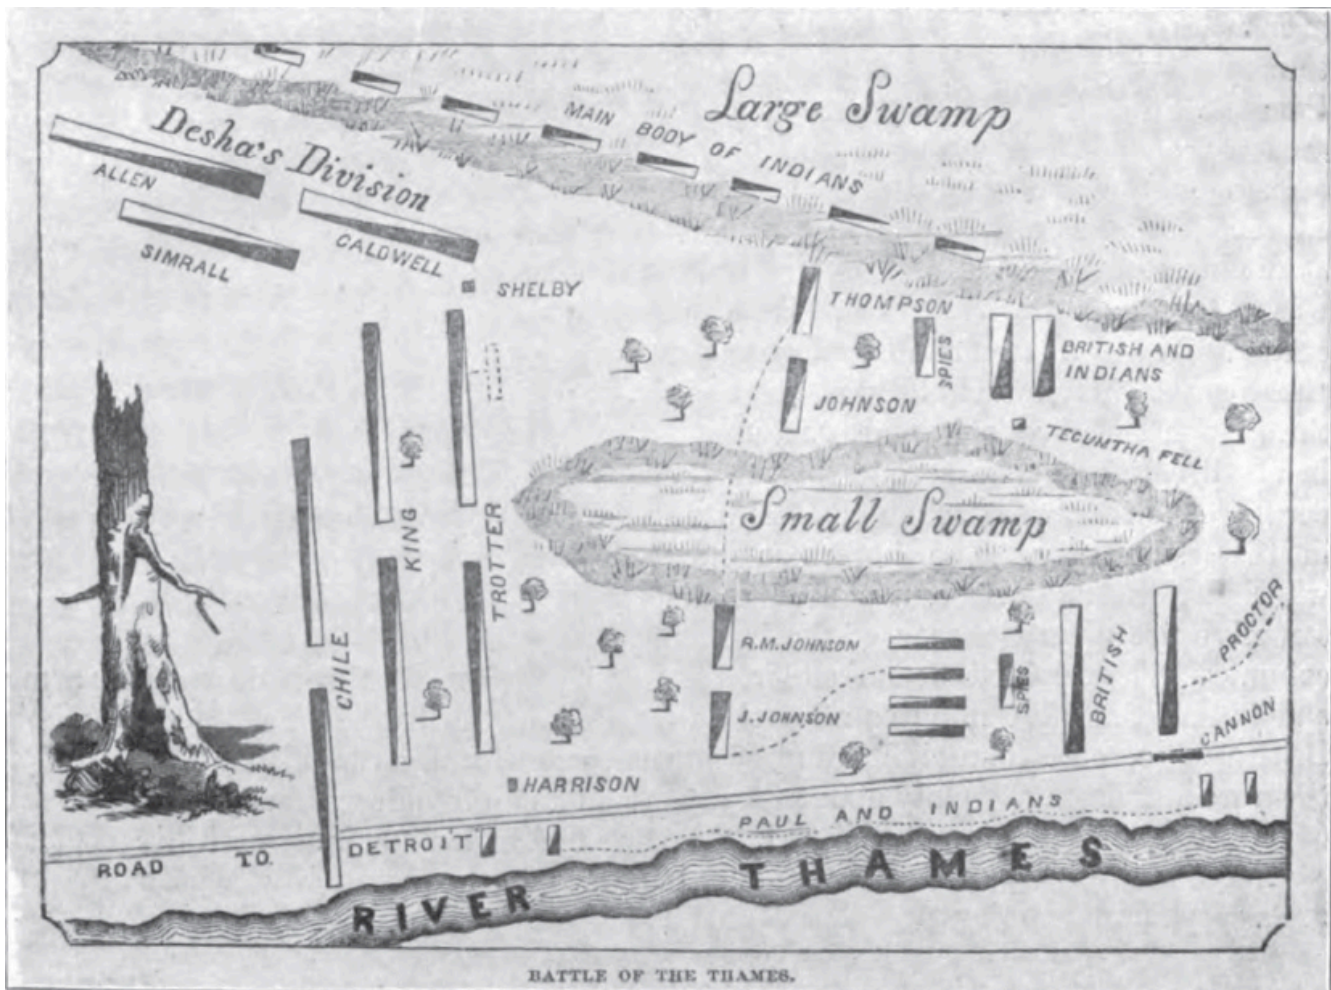 Large Swamp
MAIN BODY OF INDIANS
Desha's Division
ALLEN
SIMRALL
CALDWELL
SHELBY
THOMPSON
SPIES
BRITISH AND
INDIANS
JOHNSON
TECUMTHA FELL
Small Swamp
KING
TROTTER
CHILE
R.M.JOHNSON
J.JOHNSON
SPIES
BRITISH
PROCTOR
CANNON
HARRISON
PAUL AND INDIANS
ROAD TO DETROIT
RIVER THAMES
BATTLE OF THE THAMES.